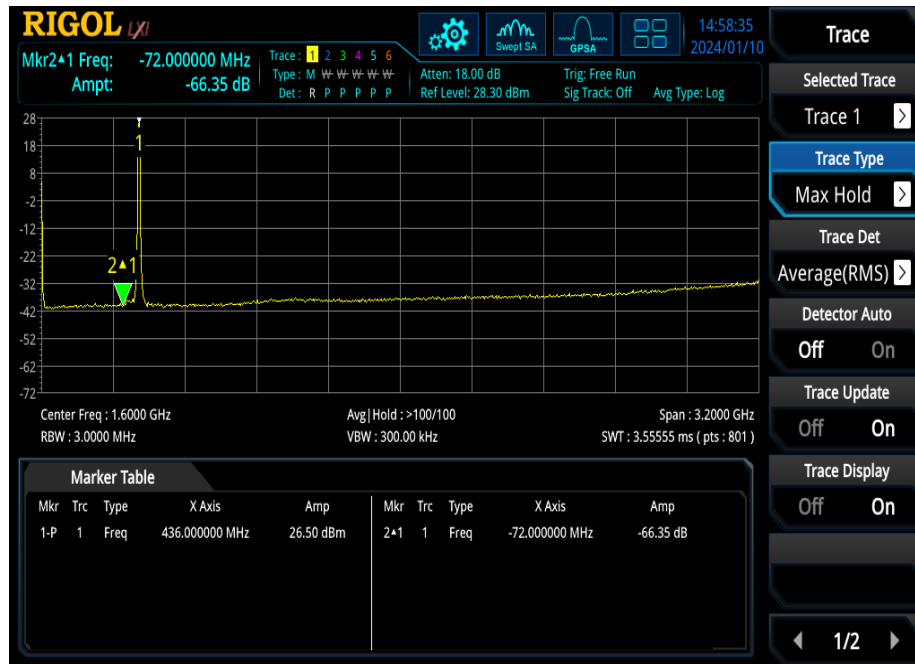 RIGOL LXI
Swept SA
GPSA
14:58:35
2024/01/10
Mkr2▲1 Freq: -72.000000 MHz
Ampt: -66.35 dB
Trace: 1 2 3 4 5 6
Type: M W W W W W
Det: R P P P P P
Atten: 18.00 dB
Ref Level: 28.30 dBm
Trig: Free Run
Sig Track: Off
Avg Type: Log
28
18
8
-2
-12
-22
-32
-42
-52
-62
-72
1
2▲1
Center Freq : 1.6000 GHz
Avg|Hold : >100/100
Span : 3.2000 GHz
RBW : 3.0000 MHz
VBW : 300.00 kHz
SWT : 3.55555 ms ( pts : 801 )
Marker Table
Mkr Trc Type X Axis Amp Mkr Trc Type X Axis Amp
1-P 1 Freq 436.000000 MHz 26.50 dBm 2▲1 1 Freq -72.000000 MHz -66.35 dB
Trace
Selected Trace
Trace 1 >
Trace Type
Max Hold >
Trace Det
Average(RMS) >
Detector Auto
Off On
Trace Update
Off On
Trace Display
Off On
1/2